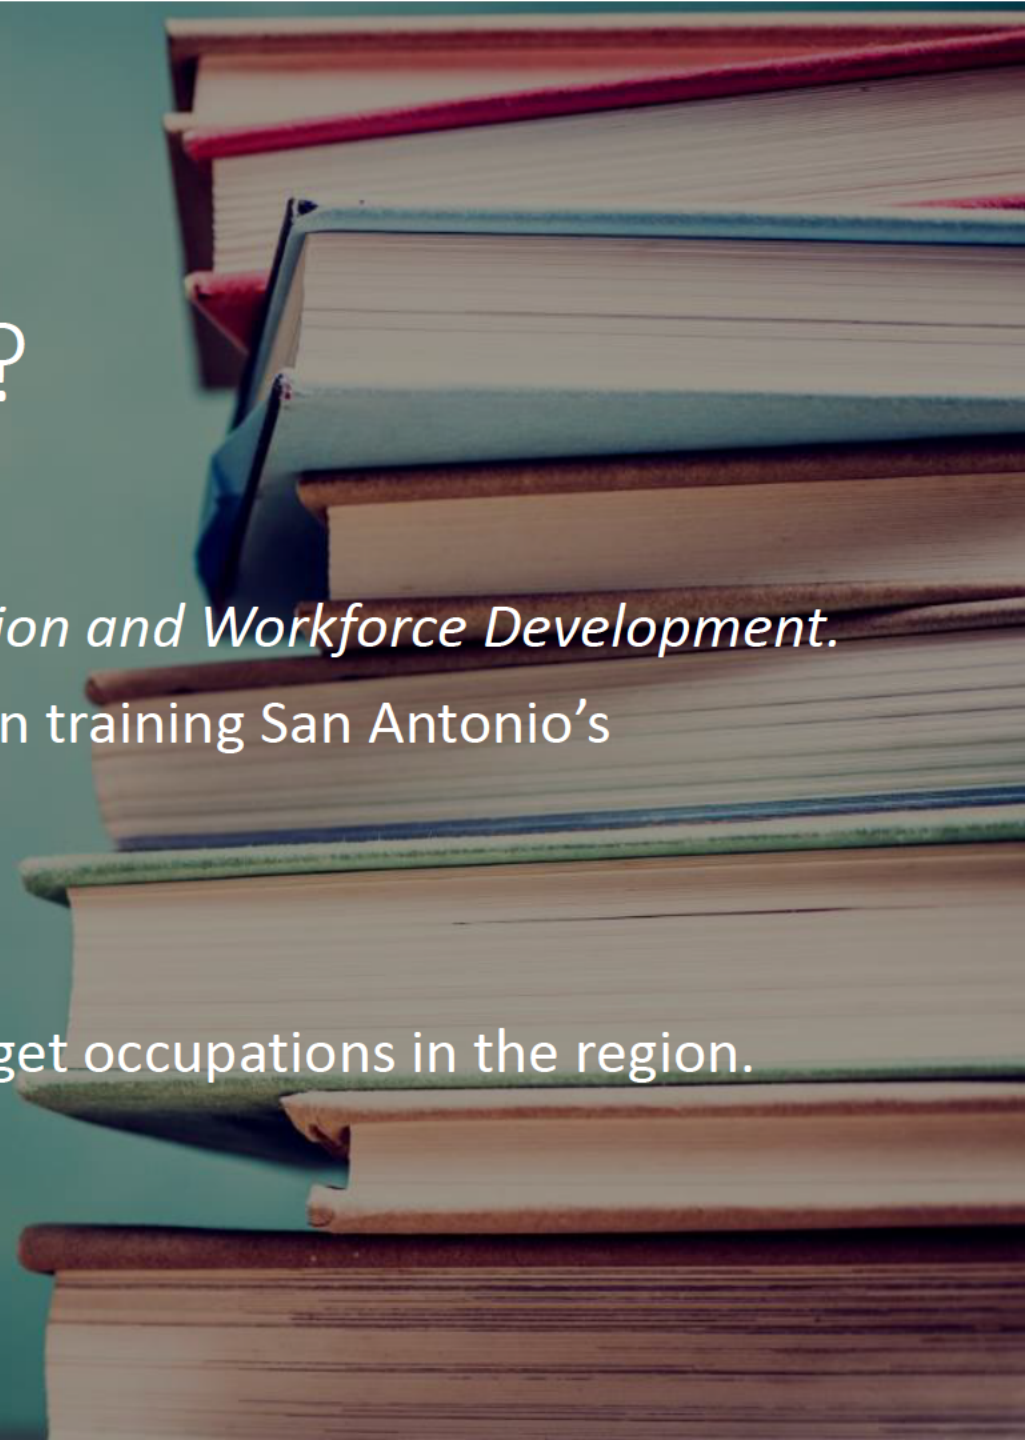 ?
ion and Workforce Development.
n training San Antonio’s
get occupations in the region.